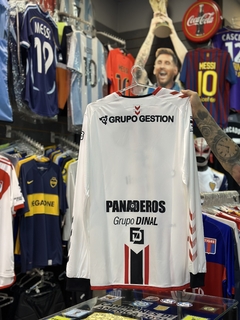 MESSI
19
Coca-Cola
MESSI
10
GRUPO GESTION
PANADEROS
Grupo DINAL